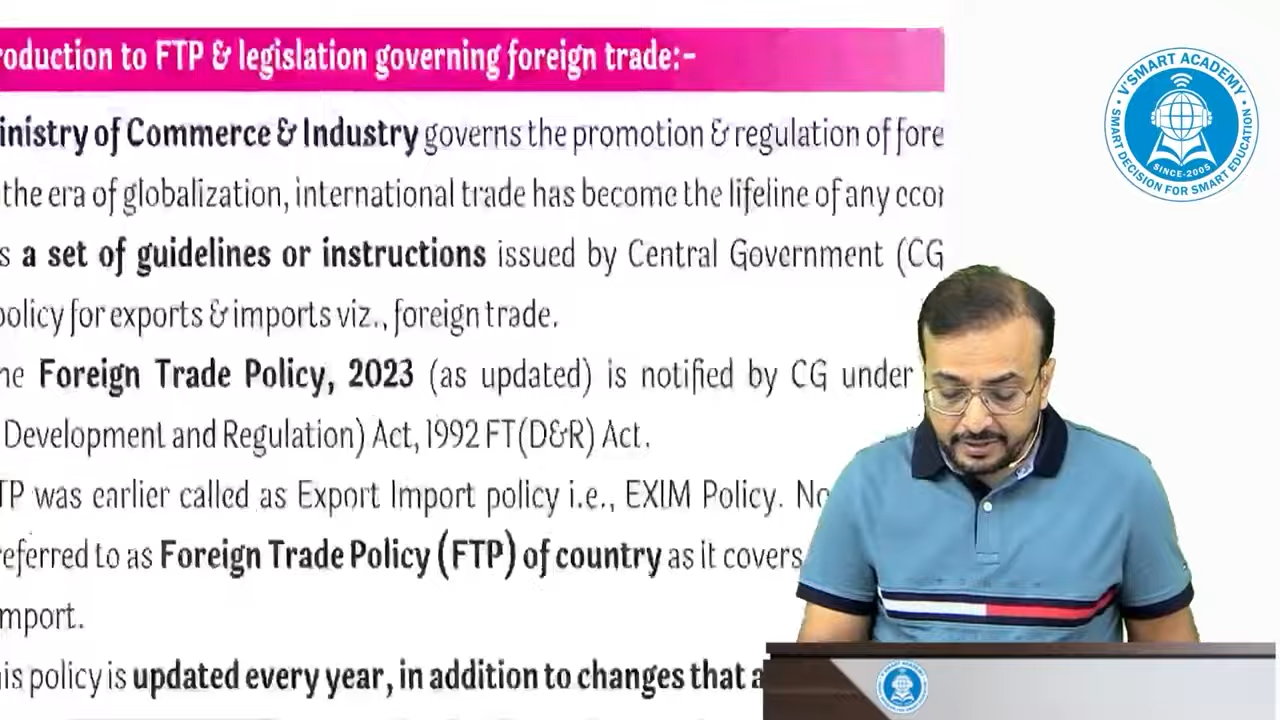 roduction to FTP & legislation governing foreign trade:-
inistry of Commerce & Industry governs the promotion & regulation of fore
the era of globalization, international trade has become the lifeline of any econ
s a set of guidelines or instructions issued by Central Government (CG
policy for exports & imports viz., foreign trade.
he Foreign Trade Policy, 2023 (as updated) is notified by CG under
Development and Regulation) Act, 1992 FT(D&R) Act.
TP was earlier called as Export Import policy i.e., EXIM Policy. No
referred to as Foreign Trade Policy (FTP) of country as it covers
mport.
is policy is updated every year, in addition to changes that a
V'SMART ACADEMY
SINCE-2005
SMART DECISION FOR SMART EDUCATION